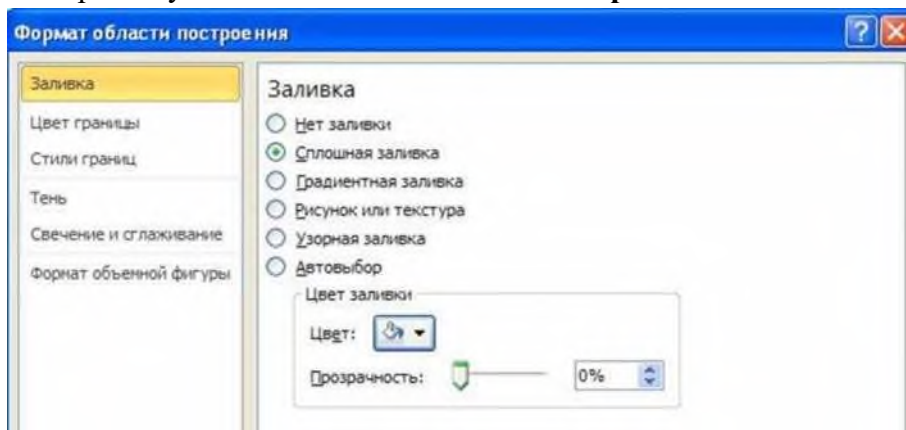 Формат области построения
Заливка
Цвет границы
Стили границ
Тень
Свечение и сглаживание
Формат объемной фигуры
Заливка
Нет заливки
Сплошная заливка
Градиентная заливка
Рисунок или текстура
Узорная заливка
Автовыбор
Цвет заливки
Цвет:
Прозрачность:
0%